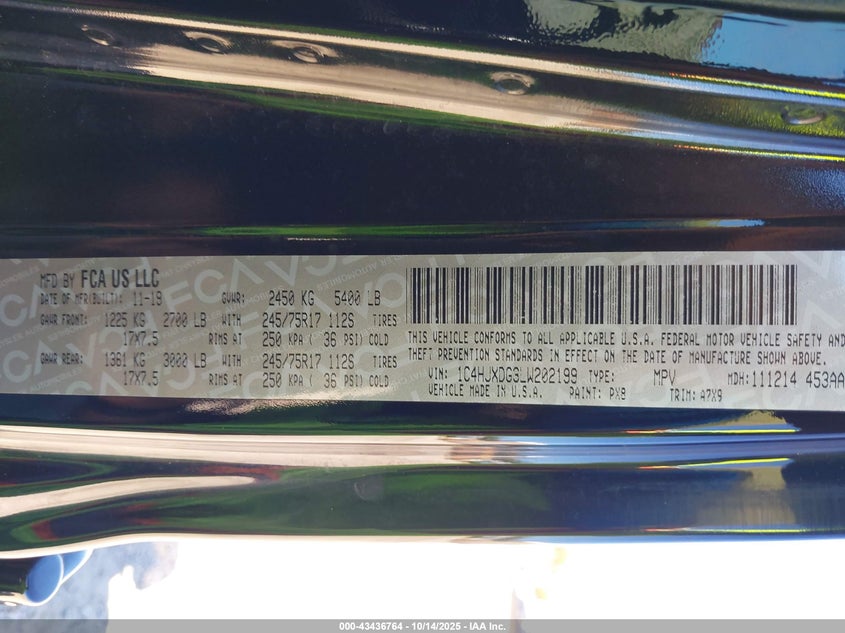 MFD BY FCA US LLC
DATE OF MFR(BUILT): 11-19 GVWR: 2450 KG 5400 LB
GAWR FRONT: 1225 KG 2700 LB WITH 245/75R17 112S TIRES
17X7.5 RIMS AT 250 KPA ( 36 PSI) COLD
GAWR REAR: 1361 KG 3000 LB WITH 245/75R17 112S TIRES
17X7.5 RIMS AT 250 KPA ( 36 PSI) COLD
THIS VEHICLE CONFORMS TO ALL APPLICABLE U.S.A. FEDERAL MOTOR VEHICLE SAFETY AND
THEFT PREVENTION STANDARDS IN EFFECT ON THE DATE OF MANUFACTURE SHOWN ABOVE.
VIN: 1C4HJXDG3LW202199 TYPE: MPV MDH: 111214 453AA
VEHICLE MADE IN U.S.A. PAINT: PX8 TRIM: A7X9
000-43436764 - 10/14/2025 - IAA Inc.